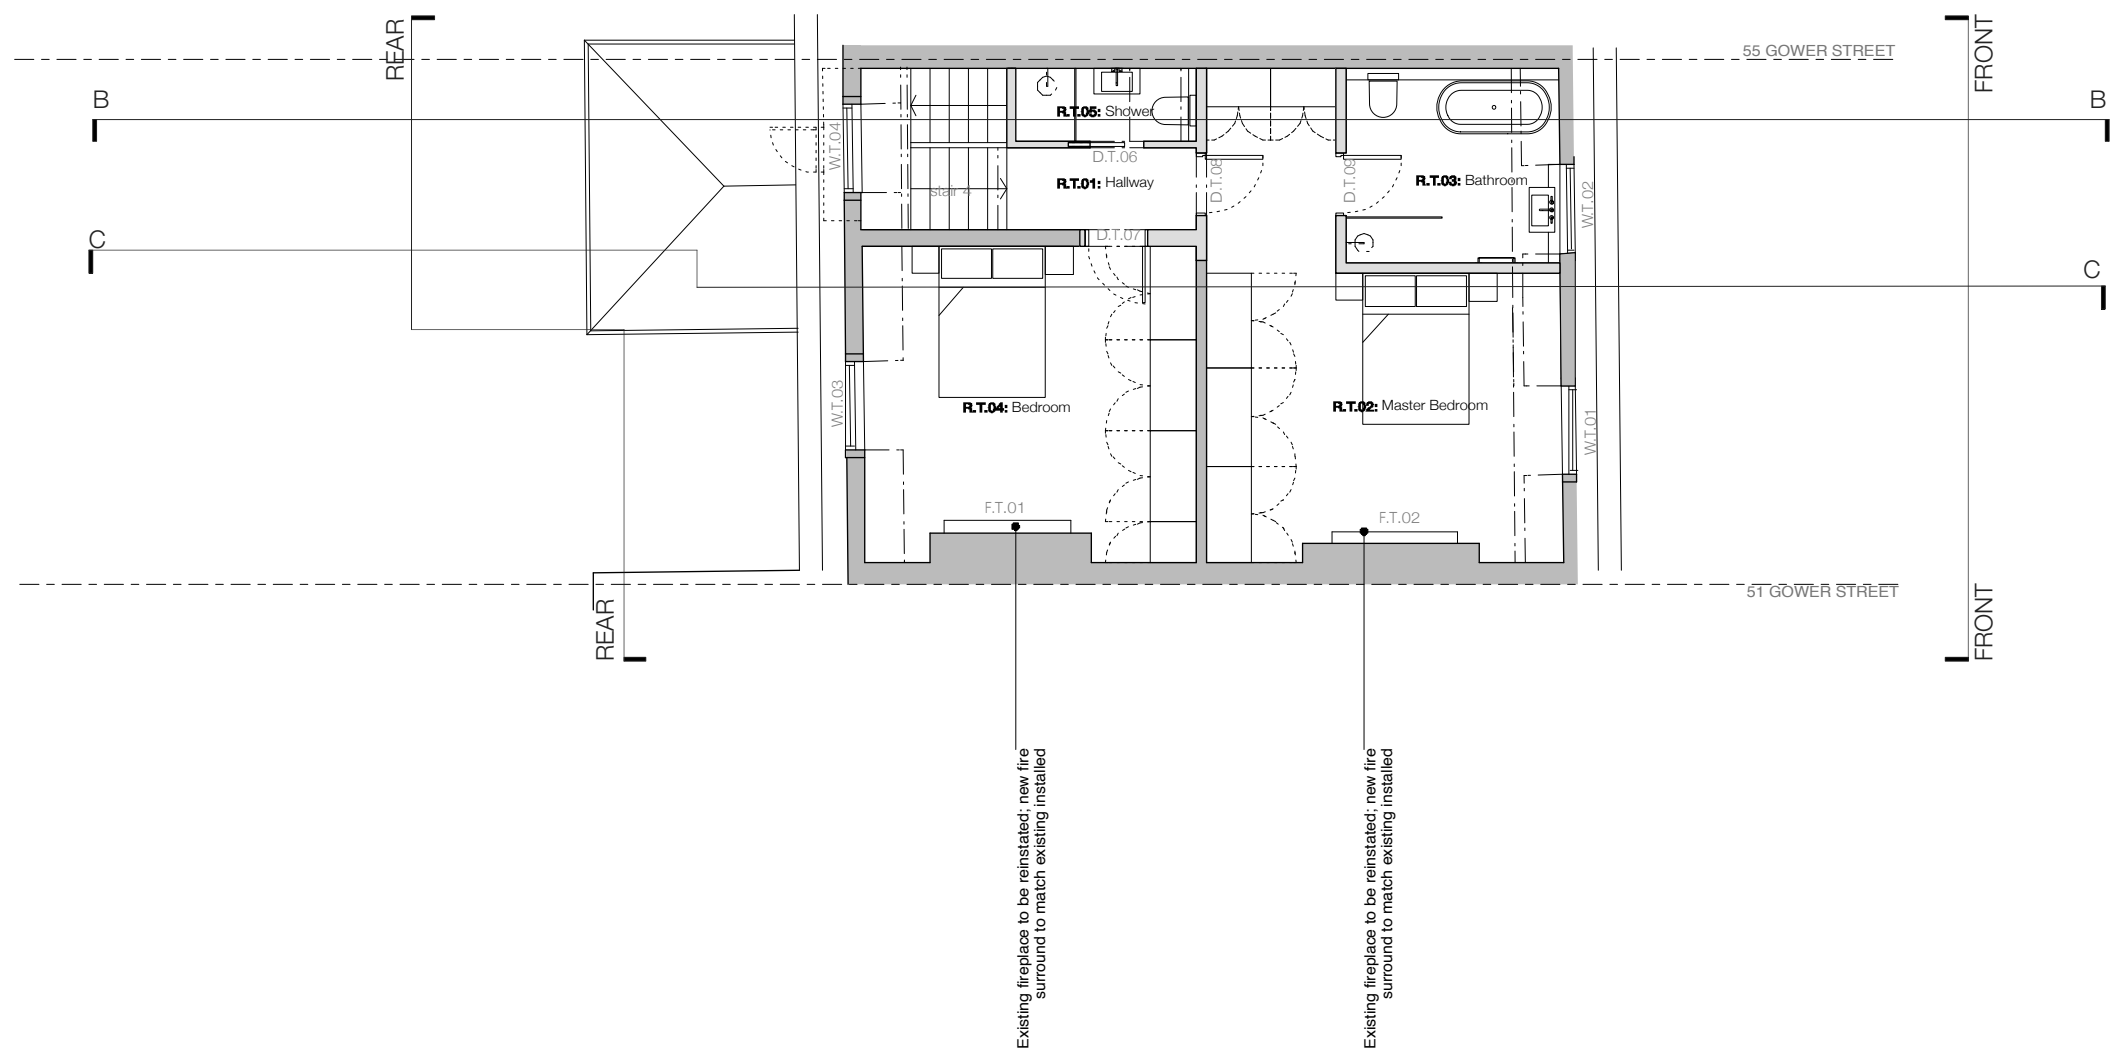 REAR
55 GOWER STREET
FRONT
B
B
R.T.05: Shower
W.T.04
D.T.06
D.T.08
D.T.09
R.T.01: Hallway
R.T.03: Bathroom
stair 4
W.T.02
C
D.T.07
C
W.T.03
R.T.04: Bedroom
R.T.02: Master Bedroom
W.T.01
F.T.01
F.T.02
51 GOWER STREET
REAR
FRONT
Existing fireplace to be reinstated; new fire
surround to match existing installed
Existing fireplace to be reinstated; new fire
surround to match existing installed